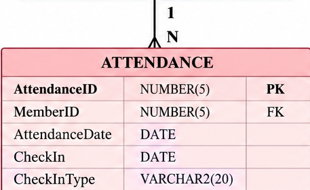 1
N
ATTENDANCE
AttendanceID NUMBER(5) PK
MemberID NUMBER(5) FK
AttendanceDate DATE
CheckIn DATE
CheckInType VARCHAR2(20)